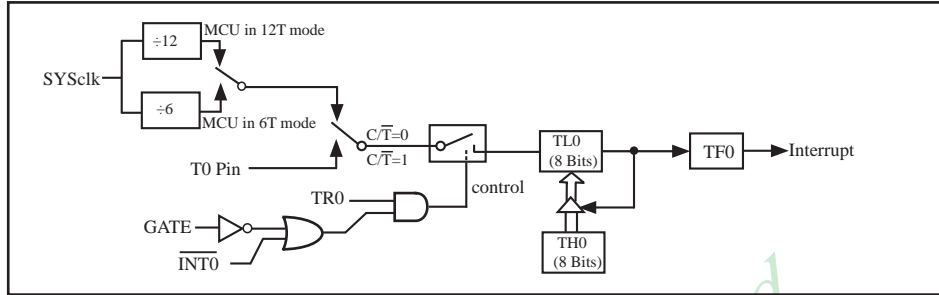 ÷12
MCU in 12T mode
SYSclk
÷6
MCU in 6T mode
C/T̅=0
C/T̅=1
T0 Pin
TL0
(8 Bits)
TF0
Interrupt
control
TR0
GATE
I̅N̅T̅0̅
TH0
(8 Bits)
d